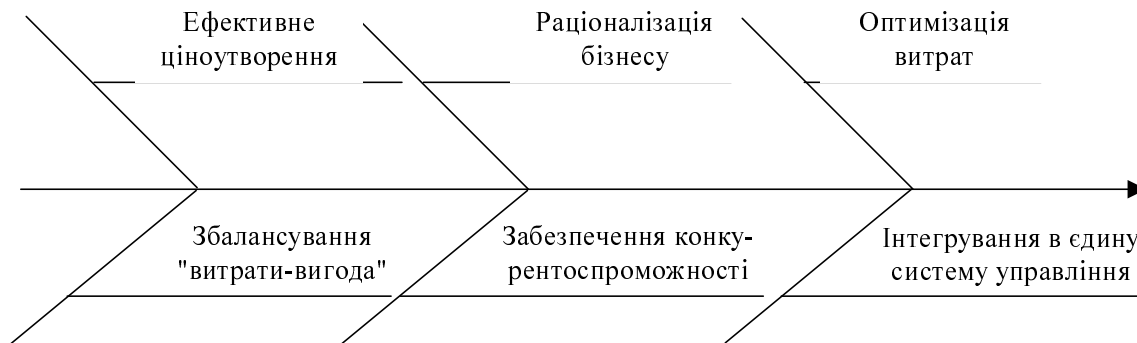 Ефективне
ціноутворення
Раціоналізація
бізнесу
Оптимізація
витрат
Збалансування
"витрати-вигода"
Забезпечення конку-
рентоспроможності
Інтегрування в єдину
систему управління